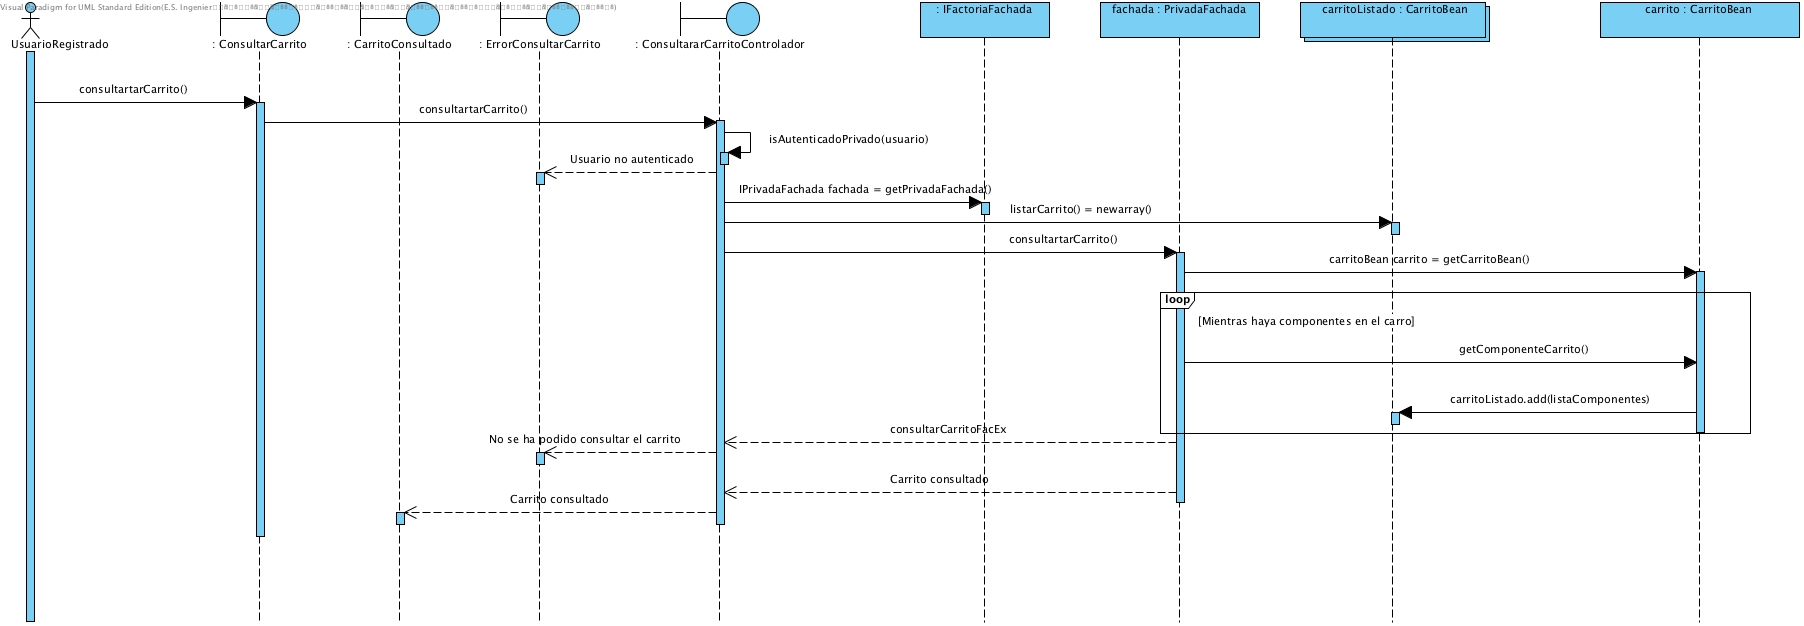 Visual Paradigm for UML Standard Edition(E.S. Ingenier
UsuarioRegistrado
: ConsultarCarrito
: CarritoConsultado
: ErrorConsultarCarrito
: ConsultararCarritoControlador
: IFactoriaFachada
fachada : PrivadaFachada
carritoListado : CarritoBean
carrito : CarritoBean
consultartarCarrito()
consultartarCarrito()
isAutenticadoPrivado(usuario)
Usuario no autenticado
IPrivadaFachada fachada = getPrivadaFachada()
listarCarrito() = newarray()
consultartarCarrito()
carritoBean carrito = getCarritoBean()
loop
[Mientras haya componentes en el carro]
getComponenteCarrito()
carritoListado.add(listaComponentes)
consultarCarritoFacEx
No se ha podido consultar el carrito
Carrito consultado
Carrito consultado